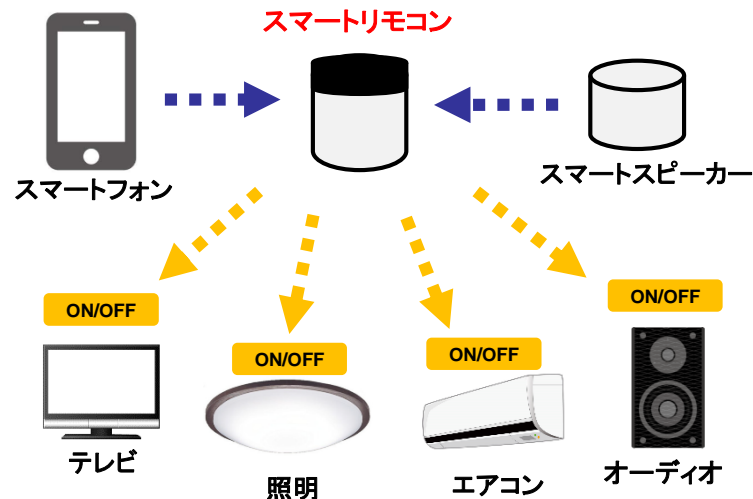 スマートリモコン
スマートフォン
スマートスピーカー
ON/OFF
ON/OFF
ON/OFF
ON/OFF
テレビ
照明
エアコン
オーディオ